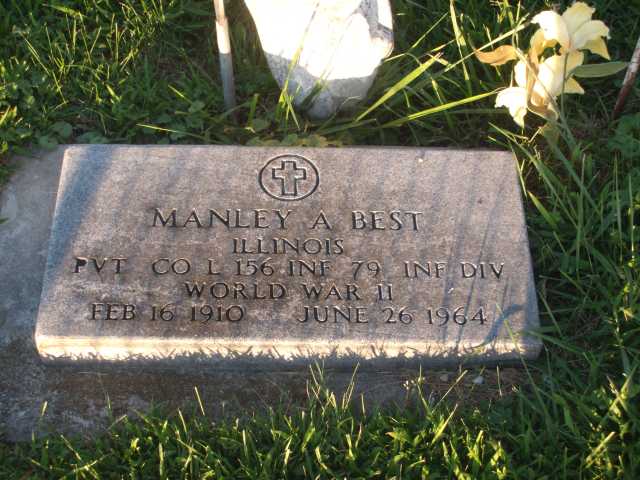 MANLEY A BEST
ILLINOIS
PVT CO L 156 INF 79 INF DIV
WORLD WAR II
FEB 16 1910 JUNE 26 1964